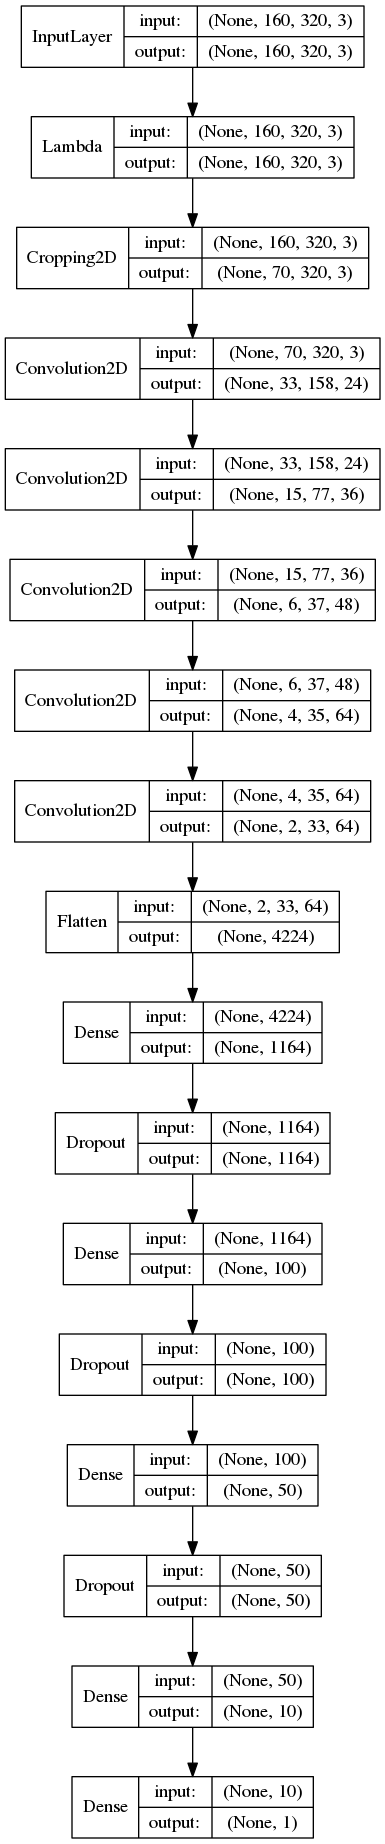 InputLayer
input: (None, 160, 320, 3)
output: (None, 160, 320, 3)
Lambda
input: (None, 160, 320, 3)
output: (None, 160, 320, 3)
Cropping2D
input: (None, 160, 320, 3)
output: (None, 70, 320, 3)
Convolution2D
input: (None, 70, 320, 3)
output: (None, 33, 158, 24)
Convolution2D
input: (None, 33, 158, 24)
output: (None, 15, 77, 36)
Convolution2D
input: (None, 15, 77, 36)
output: (None, 6, 37, 48)
Convolution2D
input: (None, 6, 37, 48)
output: (None, 4, 35, 64)
Convolution2D
input: (None, 4, 35, 64)
output: (None, 2, 33, 64)
Flatten
input: (None, 2, 33, 64)
output: (None, 4224)
Dense
input: (None, 4224)
output: (None, 1164)
Dropout
input: (None, 1164)
output: (None, 1164)
Dense
input: (None, 1164)
output: (None, 100)
Dropout
input: (None, 100)
output: (None, 100)
Dense
input: (None, 100)
output: (None, 50)
Dropout
input: (None, 50)
output: (None, 50)
Dense
input: (None, 50)
output: (None, 10)
Dense
input: (None, 10)
output: (None, 1)